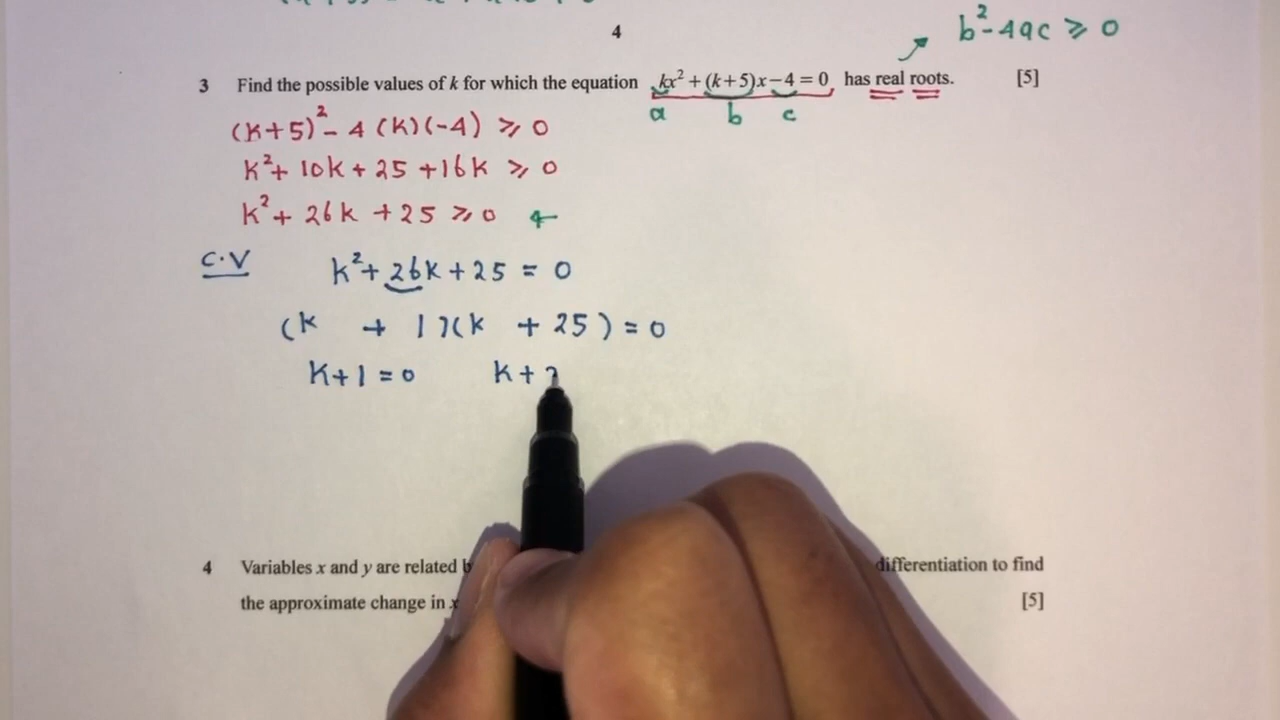 4
b² - 4ac ⩾ 0
3 Find the possible values of k for which the equation kx² + (k+5)x − 4 = 0 has real roots. [5]
a b c
(k+5)² - 4 (k)(-4) ⩾ 0
k² + 10k + 25 + 16k ⩾ 0
k² + 26k + 25 ⩾ 0
C.V k² + 26k + 25 = 0
(k + 1)(k + 25) = 0
k+1 = 0 k+2
4 Variables x and y are related differentiation to find
the approximate change in x [5]